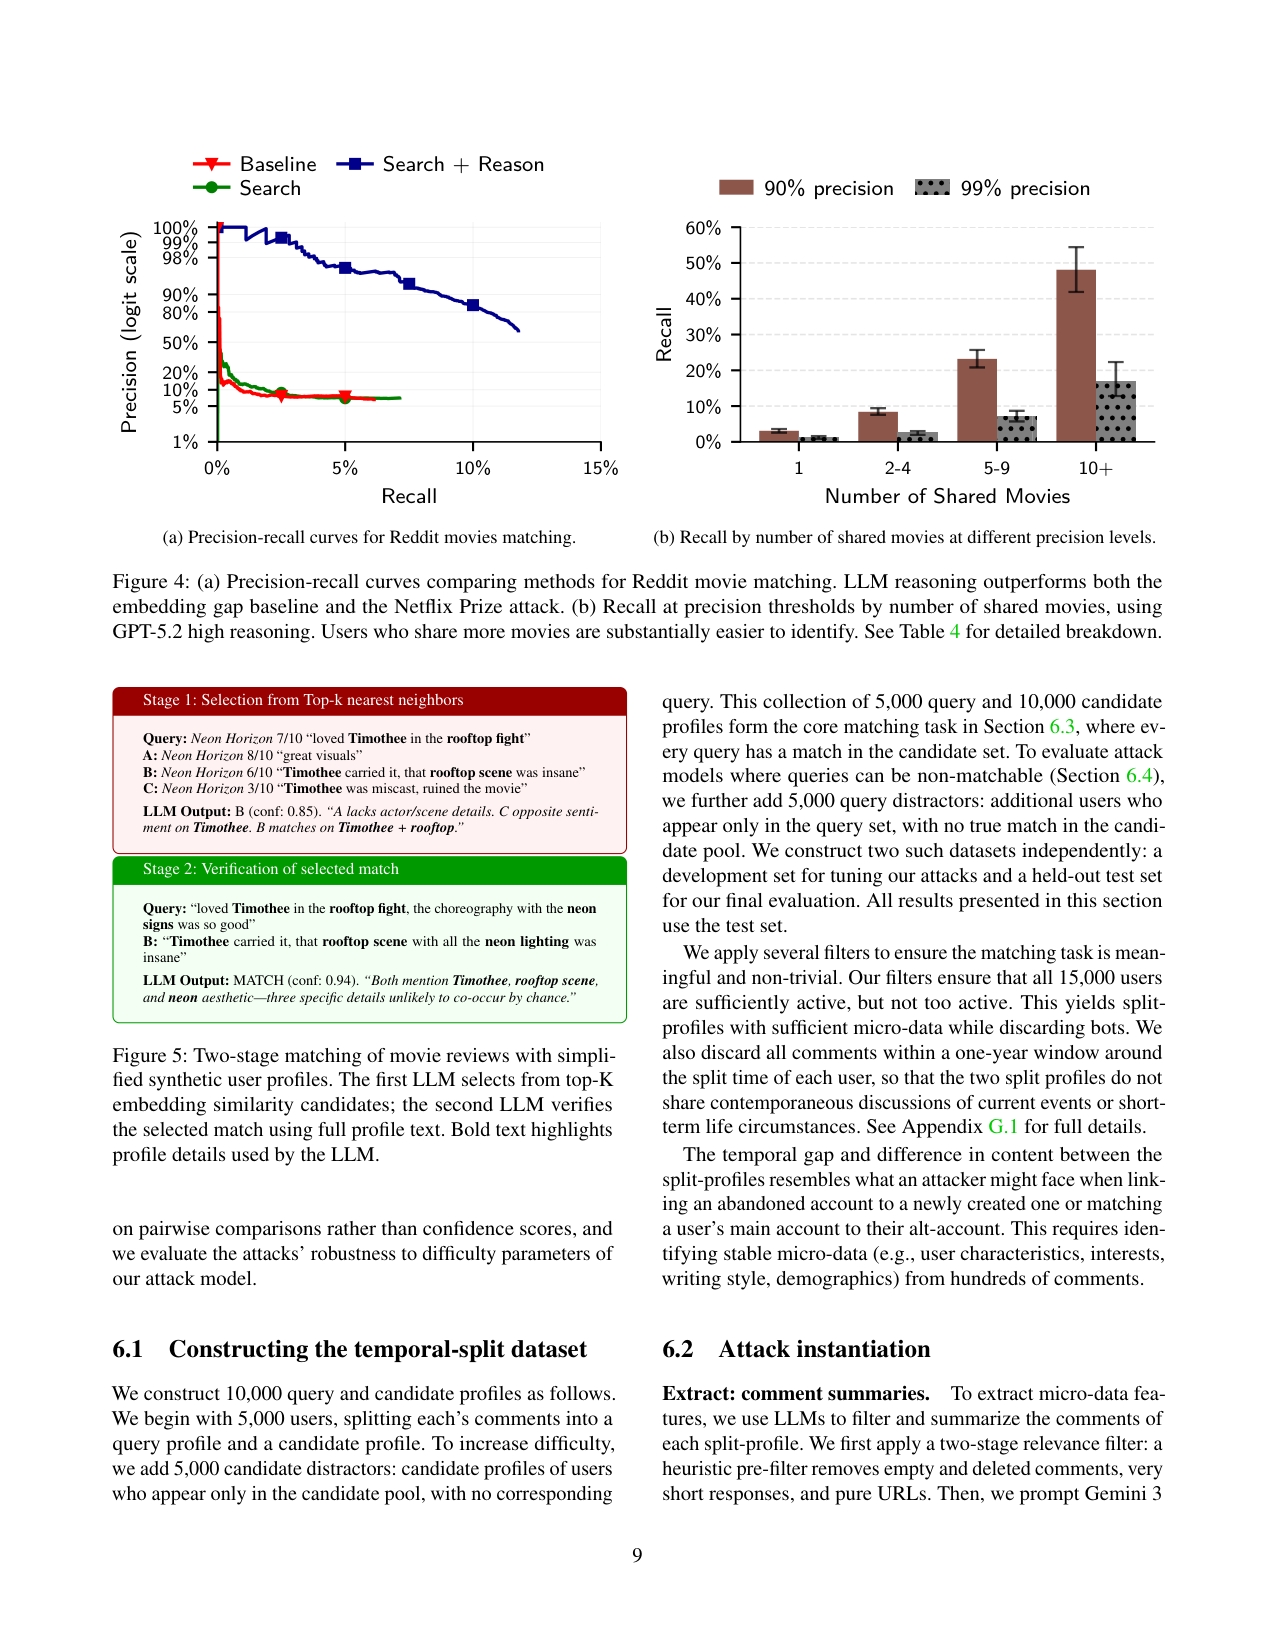 Baseline
Search + Reason
Search
100%
99%
98%
90%
80%
50%
20%
10%
5%
1%
0%
5%
10%
15%
Precision (logit scale)
Recall
90% precision
99% precision
60%
50%
40%
30%
20%
10%
0%
1
2-4
5-9
10+
Recall
Number of Shared Movies
(a) Precision-recall curves for Reddit movies matching.
(b) Recall by number of shared movies at different precision levels.
Figure 4: (a) Precision-recall curves comparing methods for Reddit movie matching. LLM reasoning outperforms both the
embedding gap baseline and the Netflix Prize attack. (b) Recall at precision thresholds by number of shared movies, using
GPT-5.2 high reasoning. Users who share more movies are substantially easier to identify. See Table 4 for detailed breakdown.
Stage 1: Selection from Top-k nearest neighbors
Query: Neon Horizon 7/10 “loved Timothee in the rooftop fight”
A: Neon Horizon 8/10 “great visuals”
B: Neon Horizon 6/10 “Timothee carried it, that rooftop scene was insane”
C: Neon Horizon 3/10 “Timothee was miscast, ruined the movie”
LLM Output: B (conf: 0.85). “A lacks actor/scene details. C opposite senti-
ment on Timothee. B matches on Timothee + rooftop.”
Stage 2: Verification of selected match
Query: “loved Timothee in the rooftop fight, the choreography with the neon
signs was so good”
B: “Timothee carried it, that rooftop scene with all the neon lighting was
insane”
LLM Output: MATCH (conf: 0.94). “Both mention Timothee, rooftop scene,
and neon aesthetic—three specific details unlikely to co-occur by chance.”
Figure 5: Two-stage matching of movie reviews with simpli-
fied synthetic user profiles. The first LLM selects from top-K
embedding similarity candidates; the second LLM verifies
the selected match using full profile text. Bold text highlights
profile details used by the LLM.
on pairwise comparisons rather than confidence scores, and
we evaluate the attacks’ robustness to difficulty parameters of
our attack model.
6.1 Constructing the temporal-split dataset
We construct 10,000 query and candidate profiles as follows.
We begin with 5,000 users, splitting each’s comments into a
query profile and a candidate profile. To increase difficulty,
we add 5,000 candidate distractors: candidate profiles of users
who appear only in the candidate pool, with no corresponding
query. This collection of 5,000 query and 10,000 candidate
profiles form the core matching task in Section 6.3, where ev-
ery query has a match in the candidate set. To evaluate attack
models where queries can be non-matchable (Section 6.4),
we further add 5,000 query distractors: additional users who
appear only in the query set, with no true match in the candi-
date pool. We construct two such datasets independently: a
development set for tuning our attacks and a held-out test set
for our final evaluation. All results presented in this section
use the test set.
We apply several filters to ensure the matching task is mean-
ingful and non-trivial. Our filters ensure that all 15,000 users
are sufficiently active, but not too active. This yields split-
profiles with sufficient micro-data while discarding bots. We
also discard all comments within a one-year window around
the split time of each user, so that the two split profiles do not
share contemporaneous discussions of current events or short-
term life circumstances. See Appendix G.1 for full details.
The temporal gap and difference in content between the
split-profiles resembles what an attacker might face when link-
ing an abandoned account to a newly created one or matching
a user’s main account to their alt-account. This requires iden-
tifying stable micro-data (e.g., user characteristics, interests,
writing style, demographics) from hundreds of comments.
6.2 Attack instantiation
Extract: comment summaries. To extract micro-data fea-
tures, we use LLMs to filter and summarize the comments of
each split-profile. We first apply a two-stage relevance filter: a
heuristic pre-filter removes empty and deleted comments, very
short responses, and pure URLs. Then, we prompt Gemini 3
9